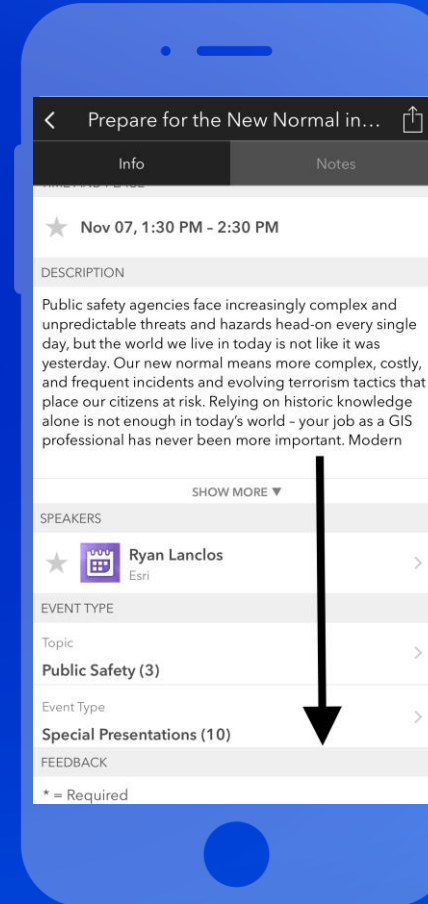 Prepare for the New Normal in...
Info
Notes
TIME AND PLACE
Nov 07, 1:30 PM – 2:30 PM
DESCRIPTION
Public safety agencies face increasingly complex and
unpredictable threats and hazards head-on every single
day, but the world we live in today is not like it was
yesterday. Our new normal means more complex, costly,
and frequent incidents and evolving terrorism tactics that
place our citizens at risk. Relying on historic knowledge
alone is not enough in today's world – your job as a GIS
professional has never been more important. Modern
SHOW MORE ▼
SPEAKERS
Ryan Lanclos
Esri
EVENT TYPE
Topic
Public Safety (3)
Event Type
Special Presentations (10)
FEEDBACK
* = Required